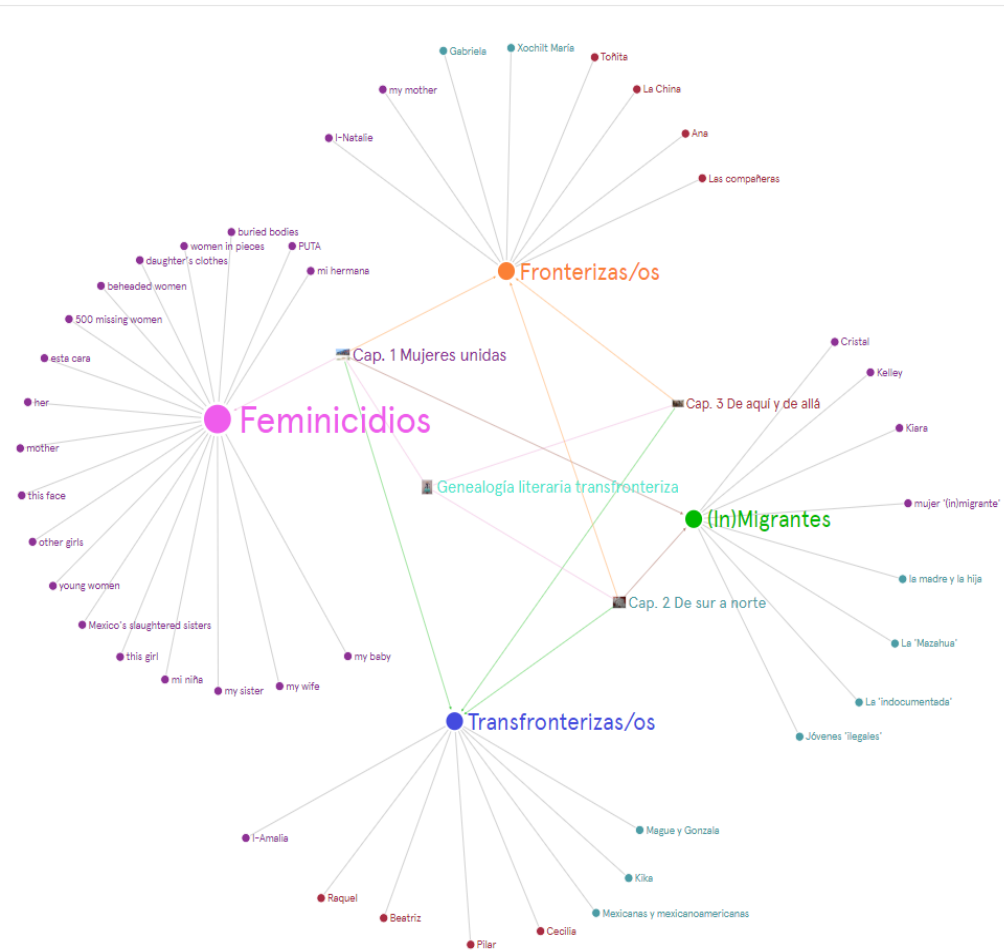 Gabriela
Xochilt María
Toñita
my mother
La China
I-Natalie
Ana
Las compañeras
Fronterizas/os
buried bodies
women in pieces
PUTA
daughter's clothes
mi hermana
beheaded women
500 missing women
esta cara
her
mother
this face
other girls
young women
Mexico's slaughtered sisters
this girl
mi niña
my sister
my wife
my baby
Feminicidios
Cap. 1 Mujeres unidas
Cap. 3 De aquí y de allá
Genealogía literaria transfronteriza
Cap. 2 De sur a norte
Cristal
Kelley
Kiara
mujer '(in)migrante'
(In)Migrantes
la madre y la hija
La 'Mazahua'
La 'indocumentada'
Jóvenes 'ilegales'
Transfronterizas/os
I-Amalia
Raquel
Beatriz
Pilar
Cecilia
Mexicanas y mexicanoamericanas
Kika
Mague y Gonzala